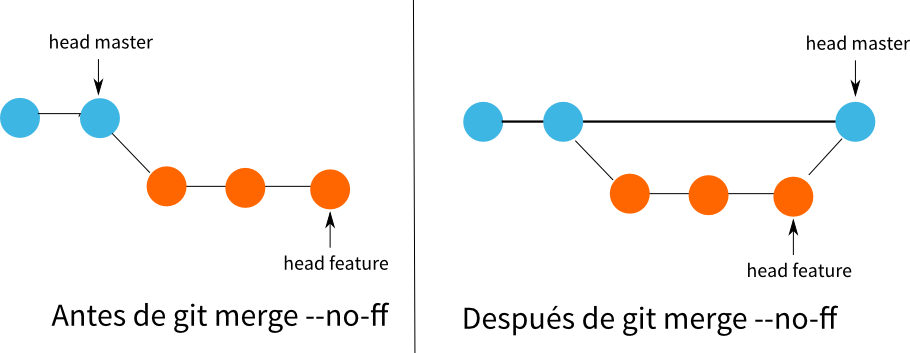 head master
head feature
Antes de git merge --no-ff
head master
head feature
Después de git merge --no-ff